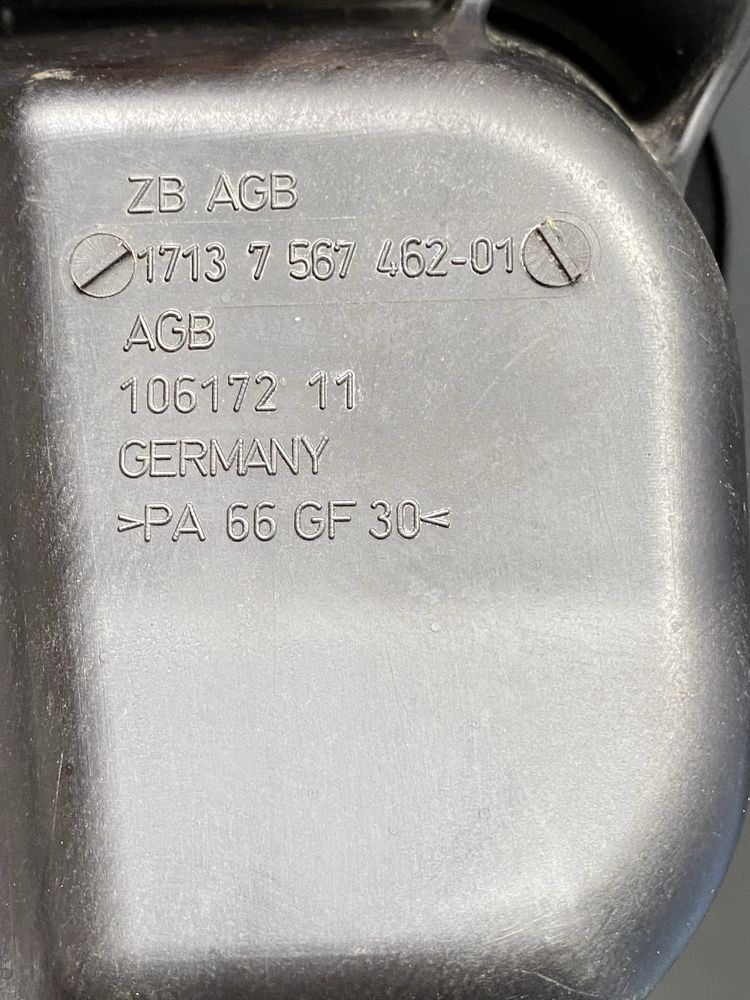 ZB AGB
1713 7 567 462-01
AGB
106172 11
GERMANY
>PA 66 GF 30<